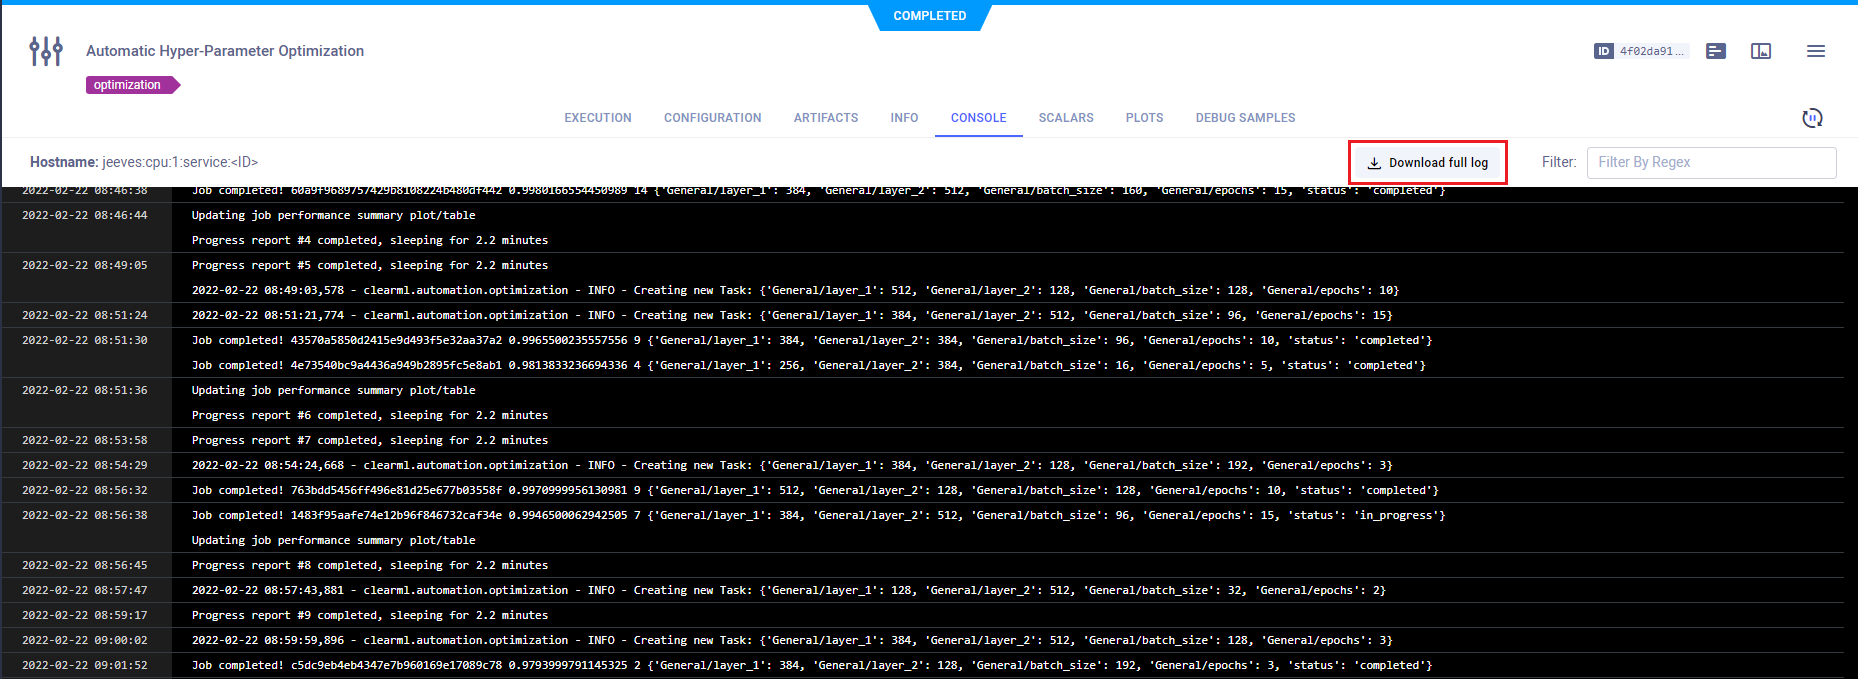 COMPLETED
Automatic Hyper-Parameter Optimization
ID 4f02da91...
optimization
EXECUTION CONFIGURATION ARTIFACTS INFO CONSOLE SCALARS PLOTS DEBUG SAMPLES
Hostname: jeeves:cpu:1:service:<ID> Download full log Filter: Filter By Regex
2022-02-22 08:46:38 Job completed! 60a9f9689757429b8108224b480df442 0.9980166554450989 14 {'General/layer_1': 384, 'General/layer_2': 512, 'General/batch_size': 160, 'General/epochs': 15, 'status': 'completed'}
2022-02-22 08:46:44 Updating job performance summary plot/table
Progress report #4 completed, sleeping for 2.2 minutes
2022-02-22 08:49:05 Progress report #5 completed, sleeping for 2.2 minutes
2022-02-22 08:49:03,578 - clearml.automation.optimization - INFO - Creating new Task: {'General/layer_1': 512, 'General/layer_2': 128, 'General/batch_size': 128, 'General/epochs': 10}
2022-02-22 08:51:24 2022-02-22 08:51:21,774 - clearml.automation.optimization - INFO - Creating new Task: {'General/layer_1': 384, 'General/layer_2': 512, 'General/batch_size': 96, 'General/epochs': 15}
2022-02-22 08:51:30 Job completed! 43570a5850d2415e9d493f5e32aa37a2 0.9965500235557556 9 {'General/layer_1': 384, 'General/layer_2': 384, 'General/batch_size': 96, 'General/epochs': 10, 'status': 'completed'}
Job completed! 4e73540bc9a4436a949b2895fc5e8ab1 0.9813833236694336 4 {'General/layer_1': 256, 'General/layer_2': 384, 'General/batch_size': 16, 'General/epochs': 5, 'status': 'completed'}
2022-02-22 08:51:36 Updating job performance summary plot/table
Progress report #6 completed, sleeping for 2.2 minutes
2022-02-22 08:53:58 Progress report #7 completed, sleeping for 2.2 minutes
2022-02-22 08:54:29 2022-02-22 08:54:24,668 - clearml.automation.optimization - INFO - Creating new Task: {'General/layer_1': 384, 'General/layer_2': 128, 'General/batch_size': 192, 'General/epochs': 3}
2022-02-22 08:56:32 Job completed! 763bdd5456ff496e81d25e677b03558f 0.9970999956130981 9 {'General/layer_1': 512, 'General/layer_2': 128, 'General/batch_size': 128, 'General/epochs': 10, 'status': 'completed'}
2022-02-22 08:56:38 Job completed! 1483f95aafe74e12b96f846732caf34e 0.9946500062942505 7 {'General/layer_1': 384, 'General/layer_2': 512, 'General/batch_size': 96, 'General/epochs': 15, 'status': 'in_progress'}
Updating job performance summary plot/table
2022-02-22 08:56:45 Progress report #8 completed, sleeping for 2.2 minutes
2022-02-22 08:57:47 2022-02-22 08:57:43,881 - clearml.automation.optimization - INFO - Creating new Task: {'General/layer_1': 128, 'General/layer_2': 512, 'General/batch_size': 32, 'General/epochs': 2}
2022-02-22 08:59:17 Progress report #9 completed, sleeping for 2.2 minutes
2022-02-22 09:00:02 2022-02-22 08:59:59,896 - clearml.automation.optimization - INFO - Creating new Task: {'General/layer_1': 384, 'General/layer_2': 512, 'General/batch_size': 128, 'General/epochs': 3}
2022-02-22 09:01:52 Job completed! c5dc9eb4eb4347e7b960169e17089c78 0.9793999791145325 2 {'General/layer_1': 384, 'General/layer_2': 128, 'General/batch_size': 192, 'General/epochs': 3, 'status': 'completed'}